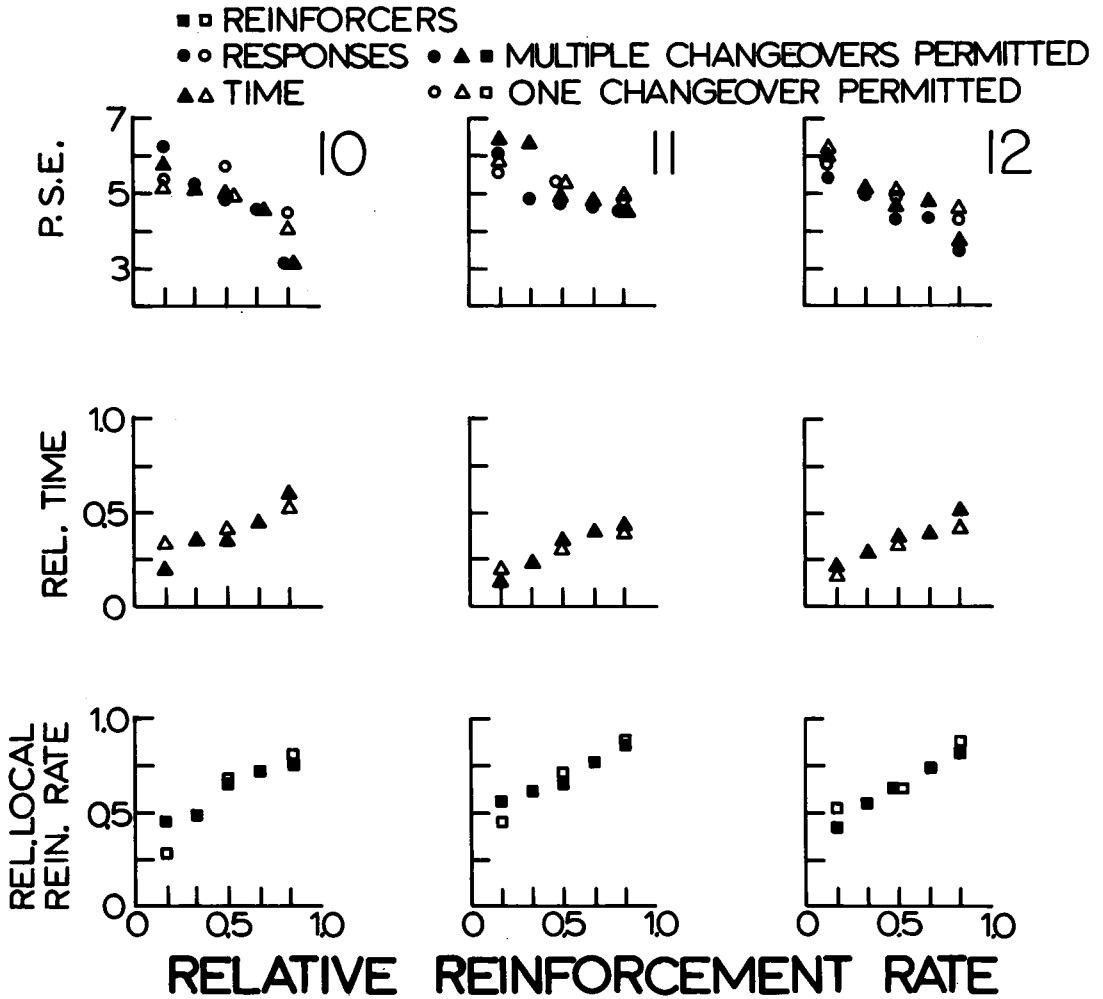 REINFORCERS
RESPONSES MULTIPLE CHANGEOVERS PERMITTED
TIME ONE CHANGEOVER PERMITTED
P.S.E.
7
5
3
10
11
12
REL. TIME
1.0
0.5
0
REL. LOCAL
REIN. RATE
1.0
0.5
0
0 0.5 1.0
0 0.5 1.0
0 0.5 1.0
RELATIVE REINFORCEMENT RATE